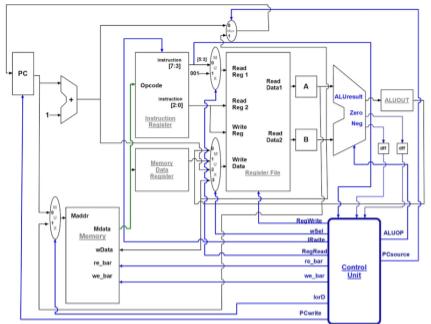 PC
+
1
Instruction
[7:3]
Opcode
Instruction
[2:0]
Instruction
Register
Memory
Data
Register
[5:3]
001
Read
Reg 1
Read
Data1
Read
Reg 2
Write
Reg
Read
Data2
Write
Data
Register File
A
B
ALUresult
Zero
Neg
ALUOUT
dff
dff
Maddr
Mdata
Memory
wData
re_bar
we_bar
RegWrite
wSel
IRwrite
RegRead
re_bar
we_bar
IorD
PCwrite
ALUOP
PCsource
Control
Unit